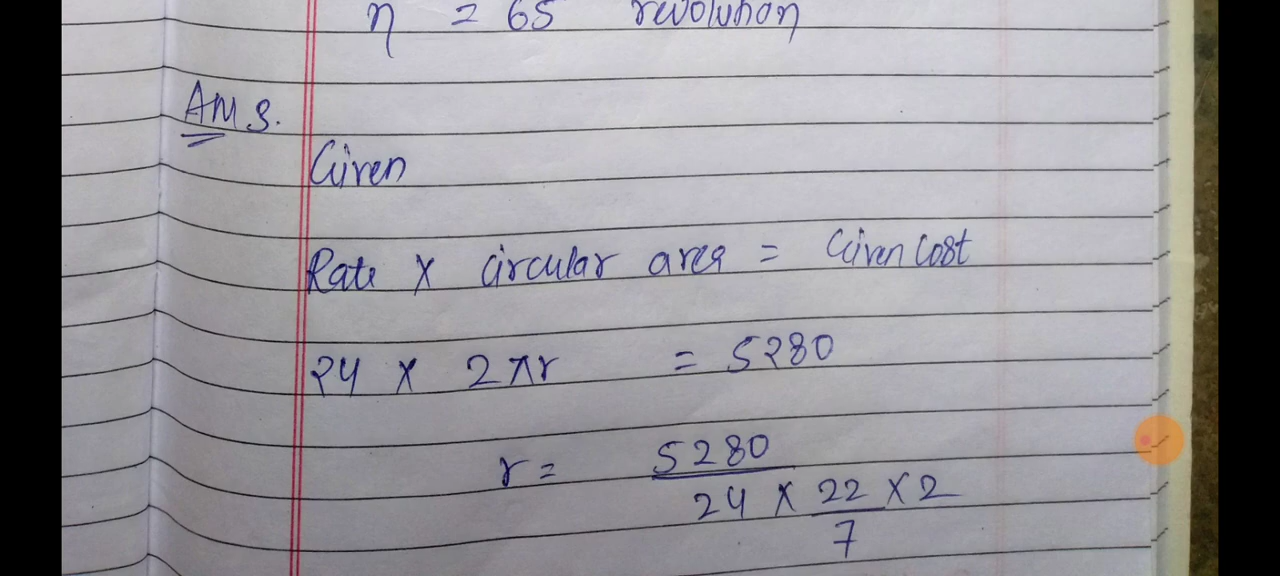 η = 65 revolution
Ans.
Given
Rate × circular area = Given cost
24 × 2πr = 5280
r = 5280
24 × 22 × 2
7